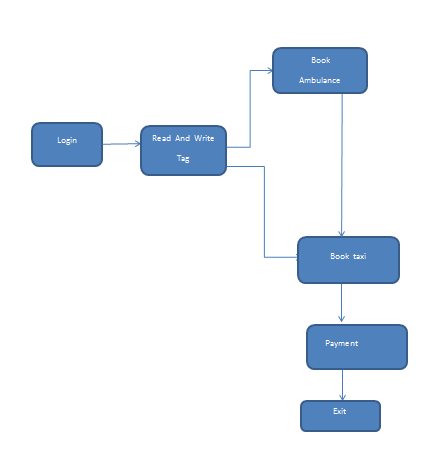 Book
Ambulance
Login
Read And Write
Tag
Book taxi
Payment
Exit